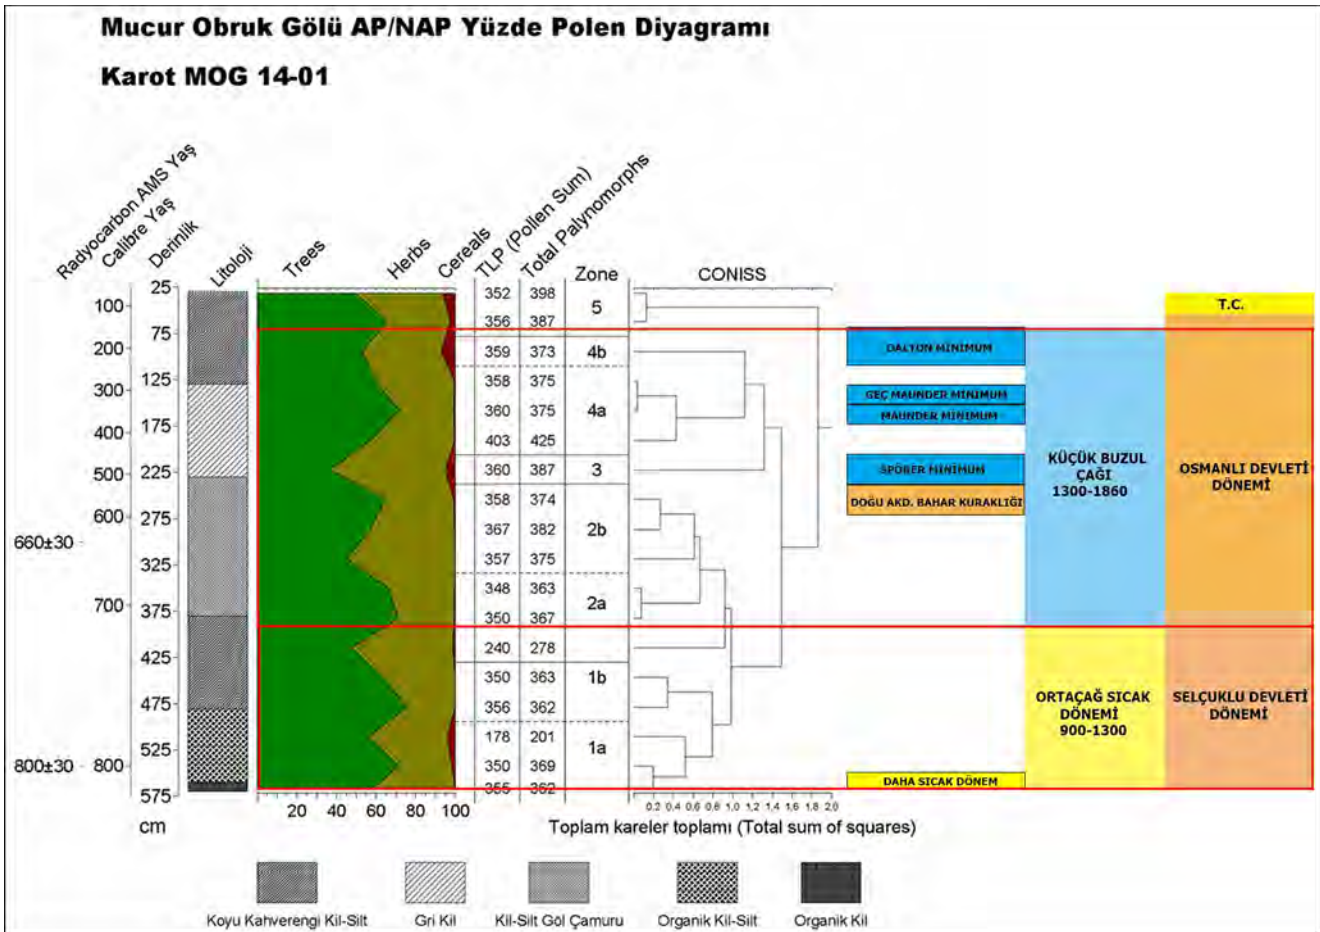 Mucur Obruk Gölü AP/NAP Yüzde Polen Diyagramı
Karot MOG 14-01
Radyocarbon AMS Yaş
Calibre Yaş
Derinlik
Litoloji
Trees
Herbs
Cereals
TLP (Pollen Sum)
Total Palynomorphs
Zone
CONISS
660±30
800±30
100
200
300
400
500
600
700
800
25
75
125
175
225
275
325
375
425
475
525
575
cm
20 40 60 80 100
352 398
356 387
359 373
358 375
360 375
403 425
360 387
358 374
367 382
357 375
348 363
350 367
240 278
350 363
356 362
178 201
350 369
365 362
5
4b
4a
3
2b
2a
1b
1a
0,2 0,4 0,6 0,8 1,0 1,2 1,4 1,6 1,8 2,0
Toplam kareler toplamı (Total sum of squares)
DALTON MİNİMUM
GEÇ MAUNDER MİNİMUM
MAUNDER MİNİMUM
SPÖRER MİNİMUM
DOĞU AKD. BAHAR KURAKLIĞI
DAHA SICAK DÖNEM
KÜÇÜK BUZUL
ÇAĞI
1300-1860
ORTAÇAĞ SICAK
DÖNEMİ
900-1300
T.C.
OSMANLI DEVLETİ
DÖNEMİ
SELÇUKLU DEVLETİ
DÖNEMİ
Koyu Kahverengi Kil-Silt
Gri Kil
Kil-Silt Göl Çamuru
Organik Kil-Silt
Organik Kil